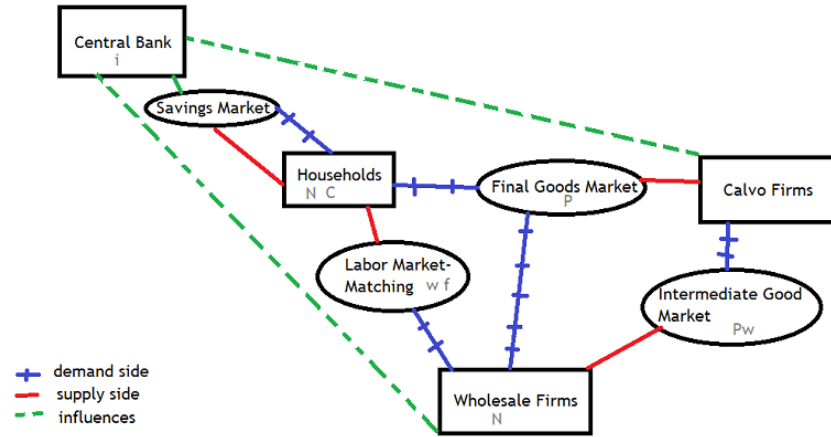 Central Bank
i
Savings Market
Households
N C
Final Goods Market
P
Calvo Firms
Labor Market-
Matching w f
Intermediate Good
Market
Pw
Wholesale Firms
N
demand side
supply side
influences